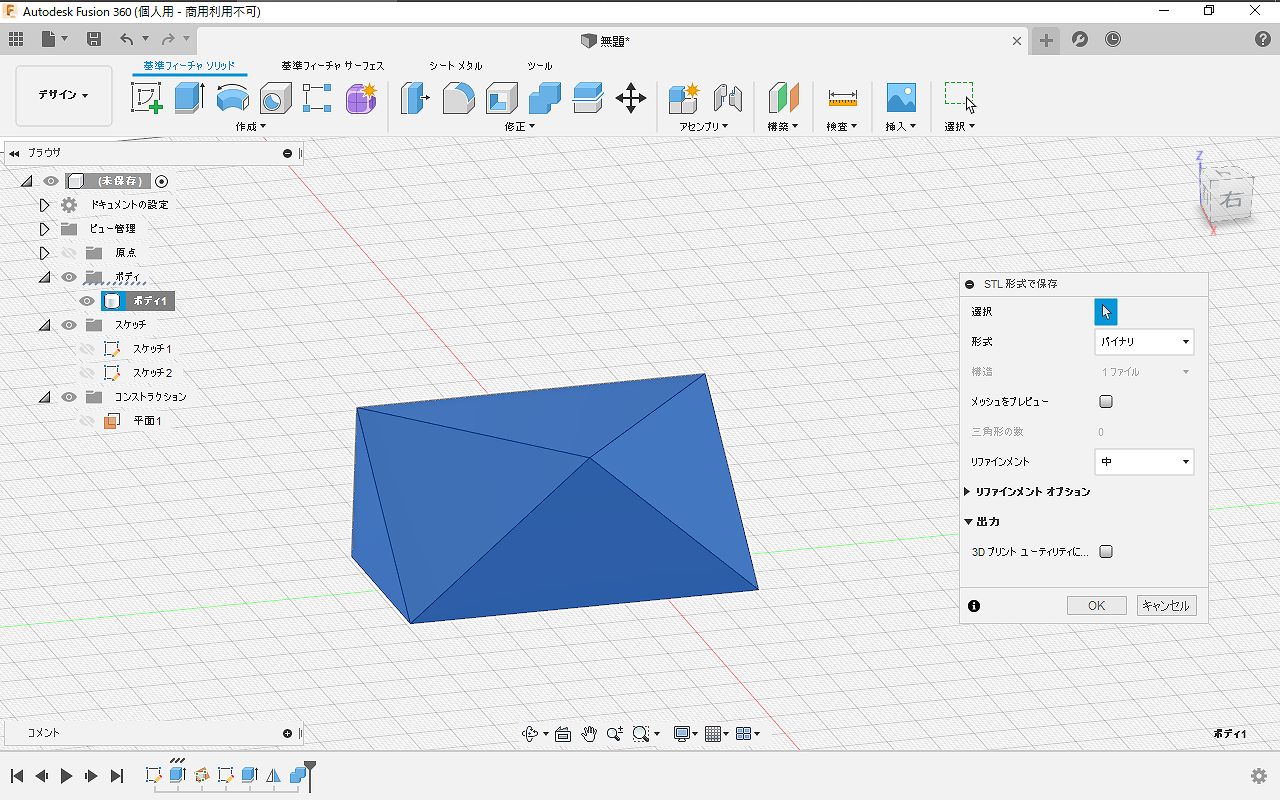 Autodesk Fusion 360 (個人用 - 商用利用不可)
無題*
基準フィーチャ ソリッド 基準フィーチャ サーフェス シート メタル ツール
デザイン
作成 修正 アセンブリ 構築 検査 挿入 選択
ブラウザ
(未保存)
ドキュメントの設定
ビュー管理
原点
ボディ
ボディ1
スケッチ
スケッチ1
スケッチ2
コンストラクション
平面1
Z
右
X
STL 形式で保存
選択
形式 バイナリ
構造 1 ファイル
メッシュをプレビュー
三角形の数 0
リファインメント 中
リファインメント オプション
出力
3D プリント ユーティリティに...
OK キャンセル
コメント
ボディ1